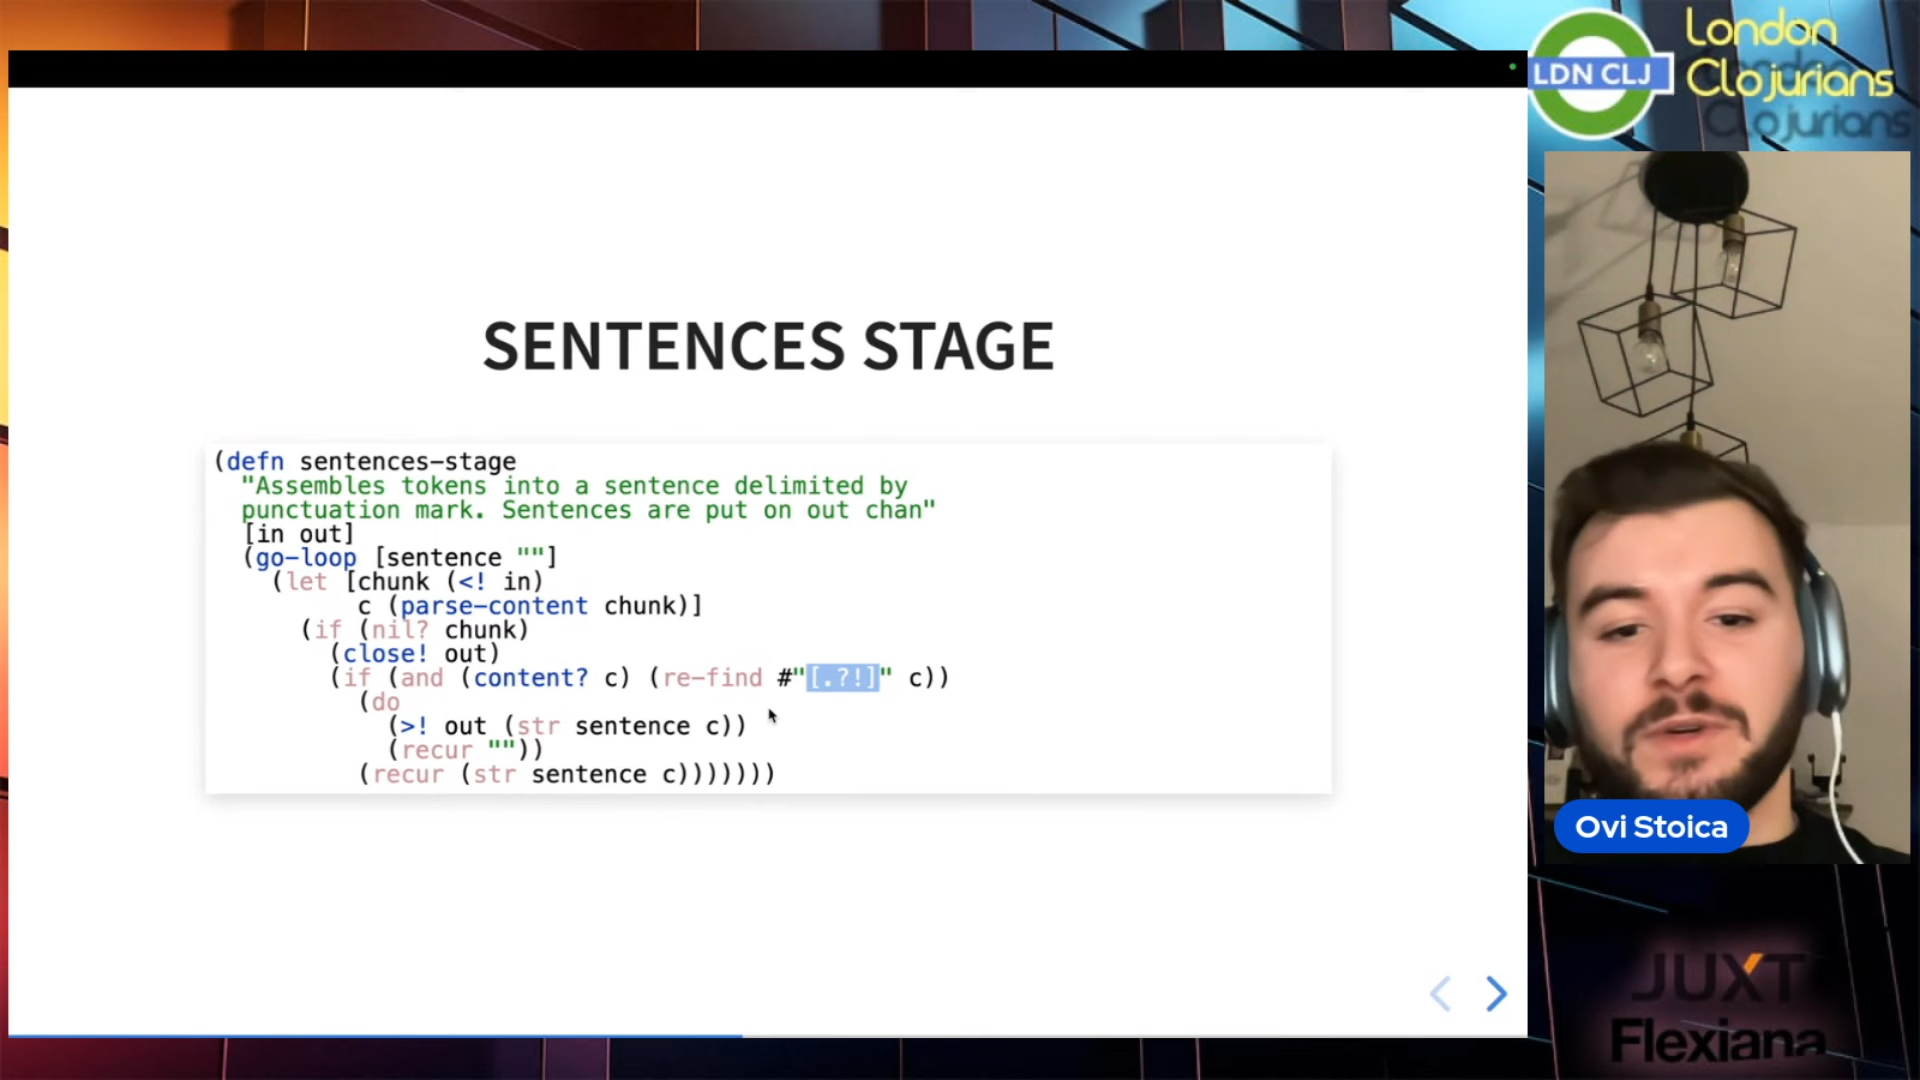 LDN CLJ
London
Clojurians
Clojurians
SENTENCES STAGE
(defn sentences-stage
  "Assembles tokens into a sentence delimited by
  punctuation mark. Sentences are put on out chan"
  [in out]
  (go-loop [sentence ""]
    (let [chunk (<! in)
          c (parse-content chunk)]
      (if (nil? chunk)
        (close! out)
        (if (and (content? c) (re-find #"[.?!]" c))
          (do
            (>! out (str sentence c))
            (recur ""))
          (recur (str sentence c)))))))
Ovi Stoica
JUXT
Flexiana